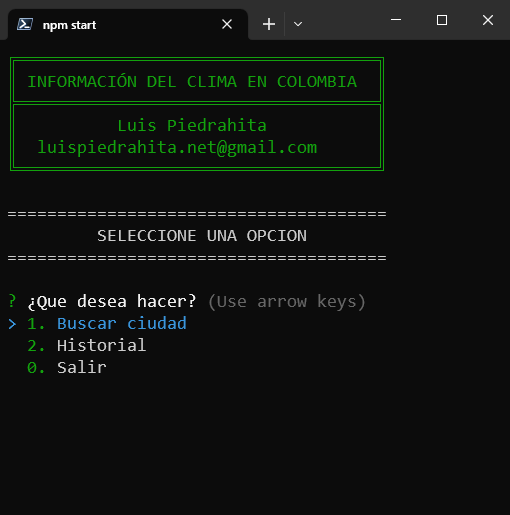 npm start
INFORMACIÓN DEL CLIMA EN COLOMBIA
Luis Piedrahita
luispiedrahita.net@gmail.com
======================================
SELECCIONE UNA OPCION
======================================
? ¿Que desea hacer? (Use arrow keys)
> 1. Buscar ciudad
2. Historial
0. Salir